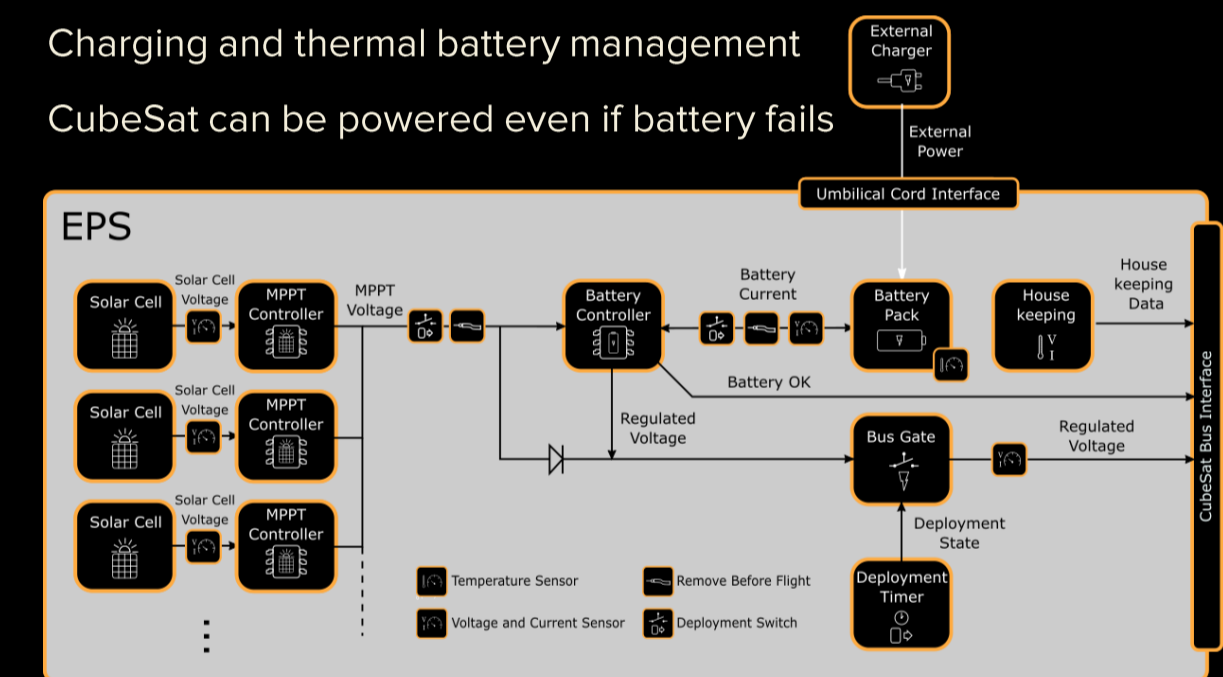 Charging and thermal battery management
CubeSat can be powered even if battery fails
External
Charger
External
Power
Umbilical Cord Interface
EPS
Solar Cell
Solar Cell
Voltage
MPPT
Controller
MPPT
Voltage
Battery
Controller
Battery
Current
Battery
Pack
House
keeping
V
I
House
keeping
Data
Battery OK
Solar Cell
Solar Cell
Voltage
MPPT
Controller
Regulated
Voltage
Bus Gate
Regulated
Voltage
CubeSat Bus Interface
Solar Cell
Solar Cell
Voltage
MPPT
Controller
Deployment
State
Deployment
Timer
Temperature Sensor
Remove Before Flight
Voltage and Current Sensor
Deployment Switch